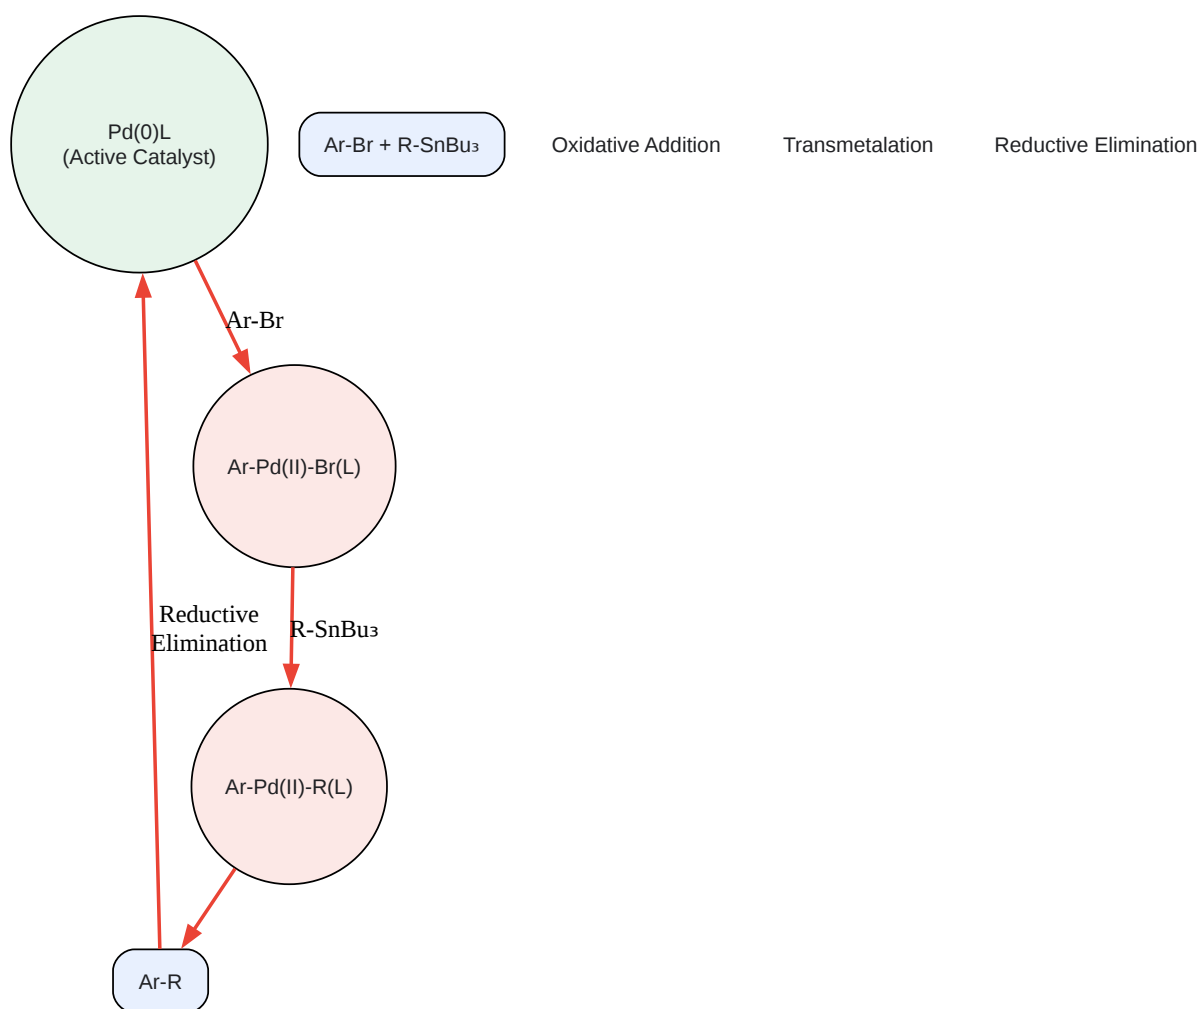 Pd(0)L
(Active Catalyst)
Ar-Br + R-SnBu₃
Oxidative Addition
Transmetalation
Reductive Elimination
Ar-Br
Ar-Pd(II)-Br(L)
Reductive
Elimination
R-SnBu₃
Ar-Pd(II)-R(L)
Ar-R